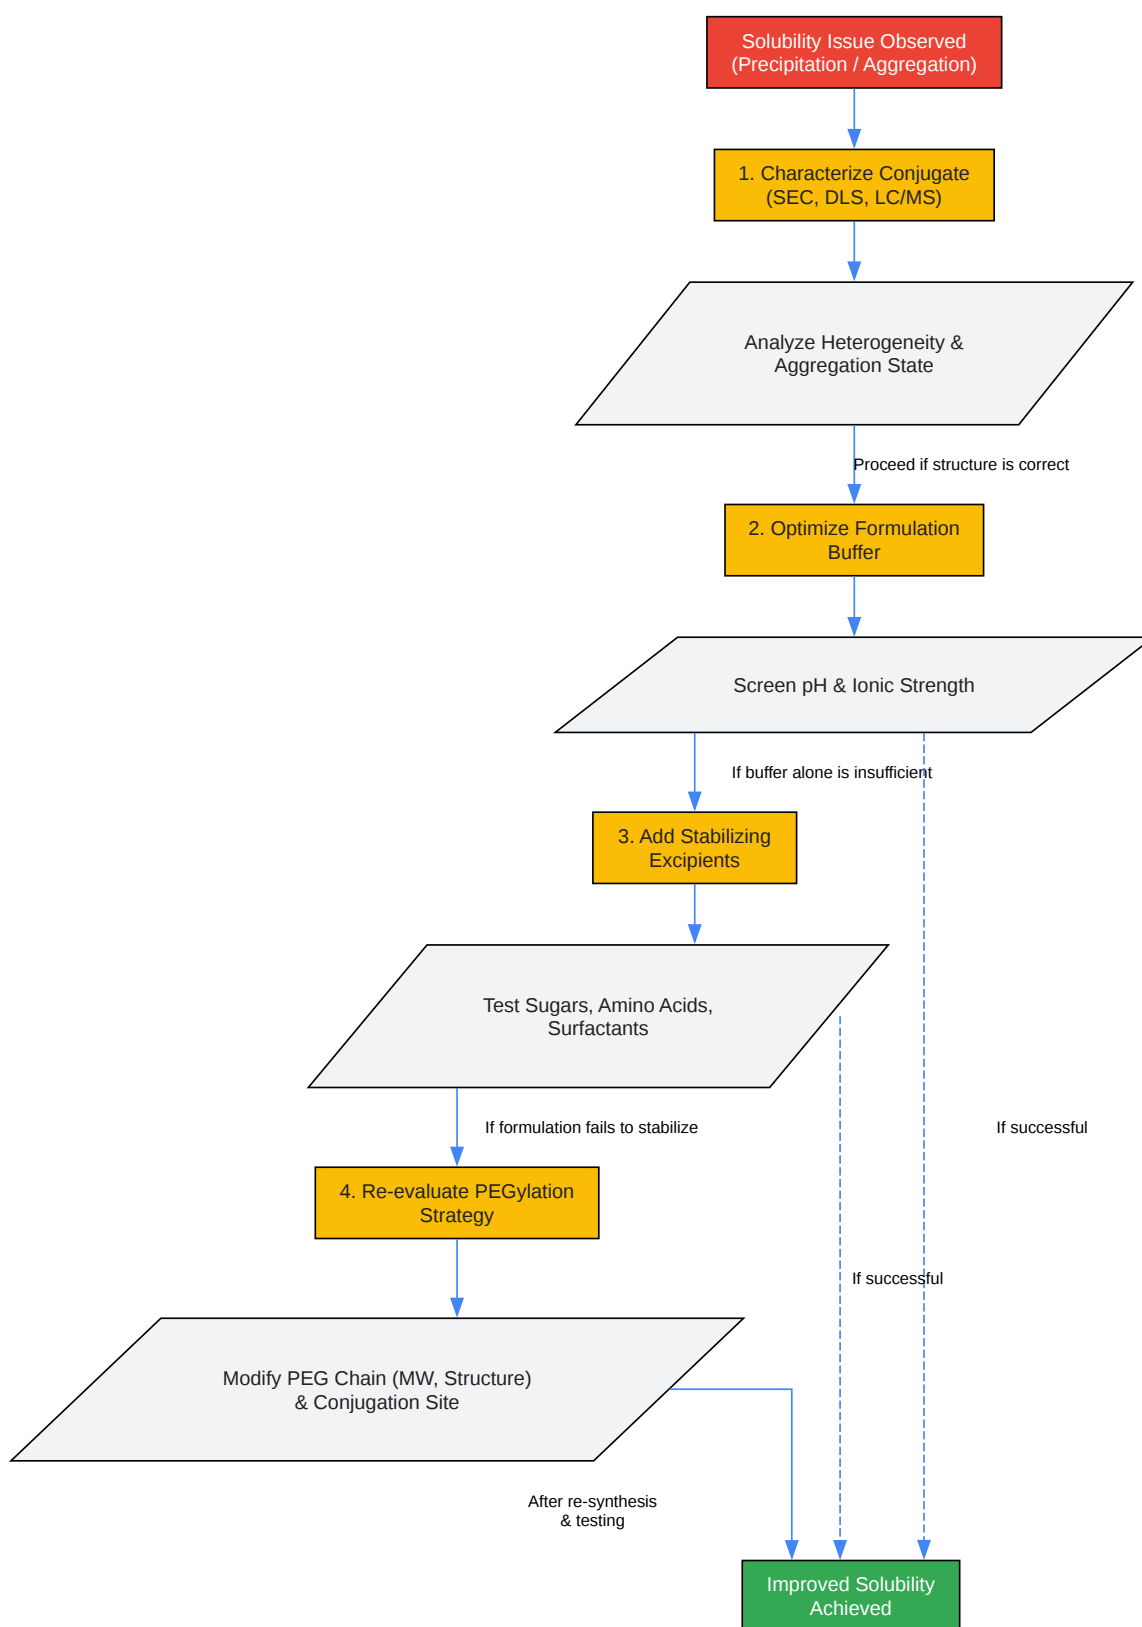 Solubility Issue Observed
(Precipitation / Aggregation)
1. Characterize Conjugate
(SEC, DLS, LC/MS)
Analyze Heterogeneity &
Aggregation State
Proceed if structure is correct
2. Optimize Formulation
Buffer
Screen pH & Ionic Strength
If buffer alone is insufficient
3. Add Stabilizing
Excipients
Test Sugars, Amino Acids,
Surfactants
If formulation fails to stabilize
If successful
4. Re-evaluate PEGylation
Strategy
If successful
Modify PEG Chain (MW, Structure)
& Conjugation Site
After re-synthesis
& testing
Improved Solubility
Achieved